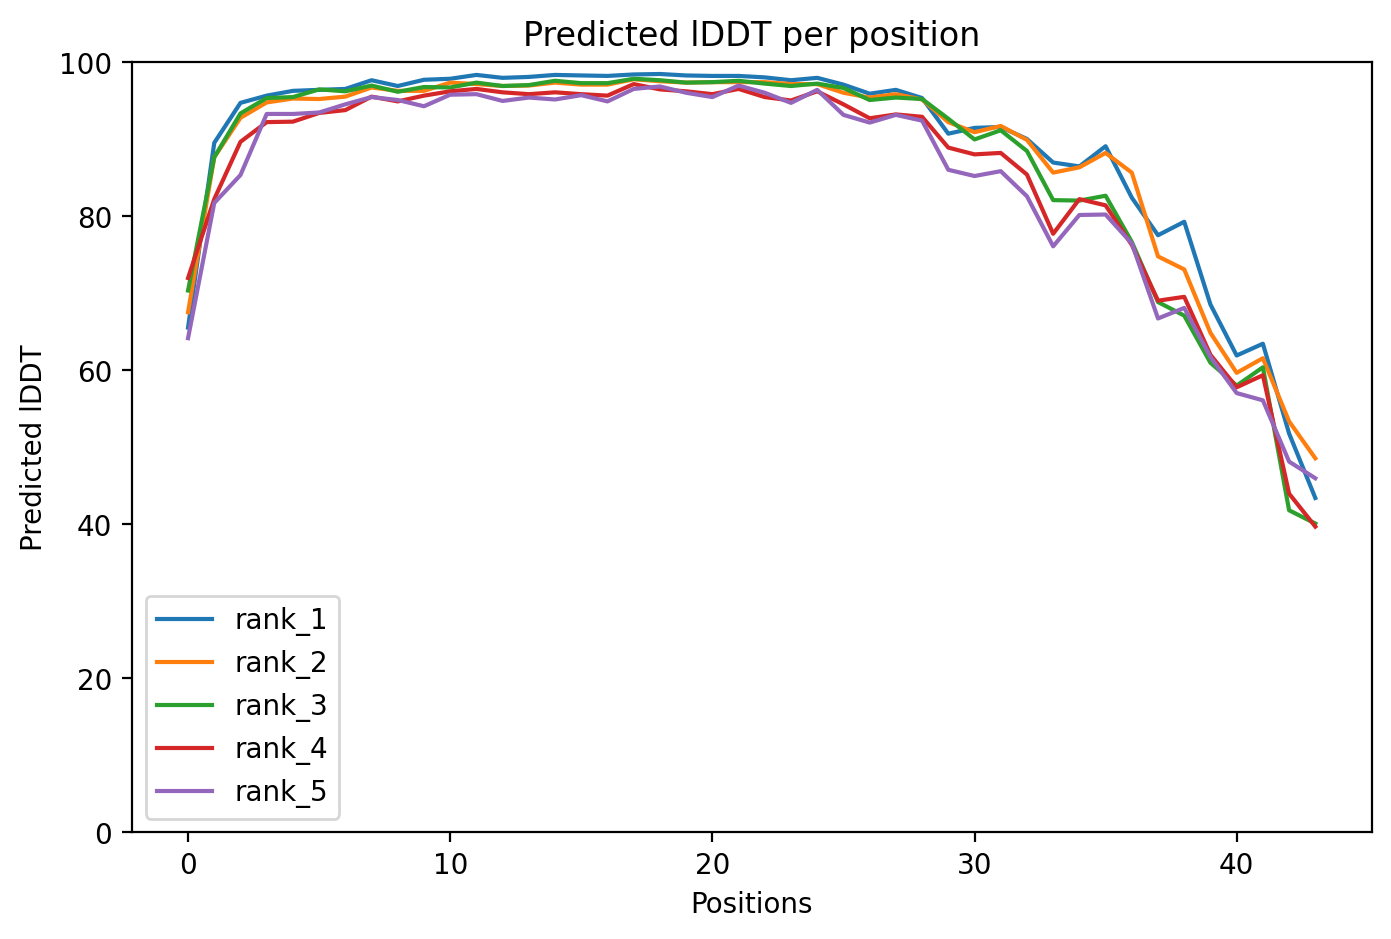 Predicted lDDT per position
100
80
60
40
20
0
Predicted lDDT
rank_1
rank_2
rank_3
rank_4
rank_5
0 10 20 30 40
Positions